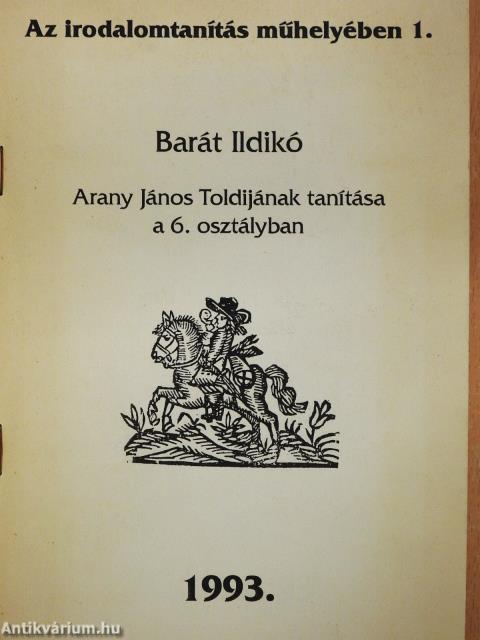 Az irodalomtanítás műhelyében 1.
Barát Ildikó
Arany János Toldijának tanítása
a 6. osztályban
1993.
Antikvárium.hu